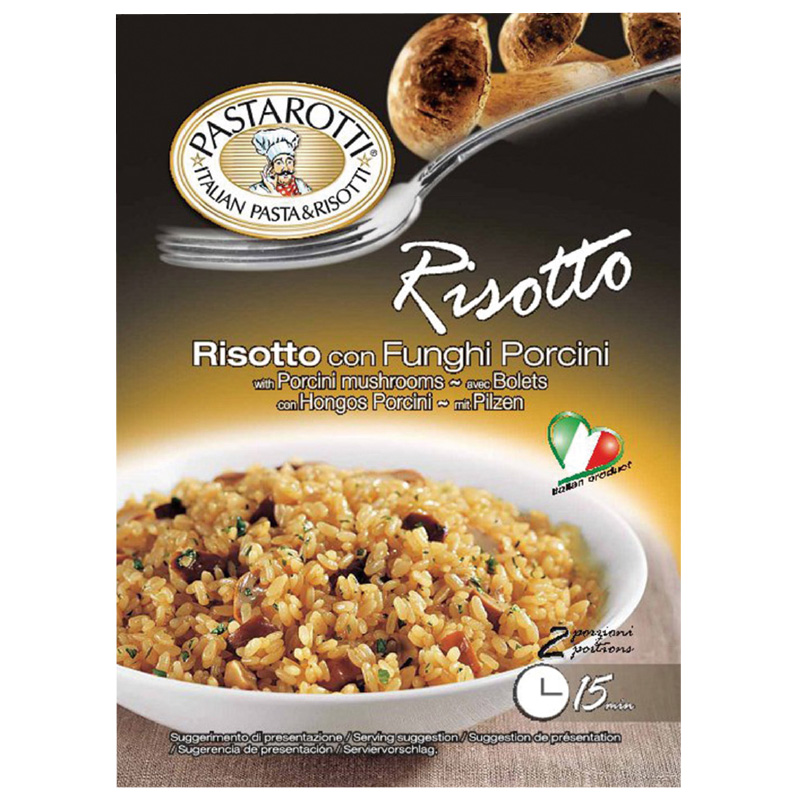 PASTAROTTI®
ITALIAN PASTA&RISOTTI
Risotto
Risotto con Funghi Porcini
with Porcini mushrooms ~ avec Bolets
con Hongos Porcini ~ mit Pilzen
italian product
2 porzioni
portions
15 min
Suggerimento di presentazione / Serving suggestion / Suggestion de présentation
/ Sugerencia de presentación / Serviervorschlag.